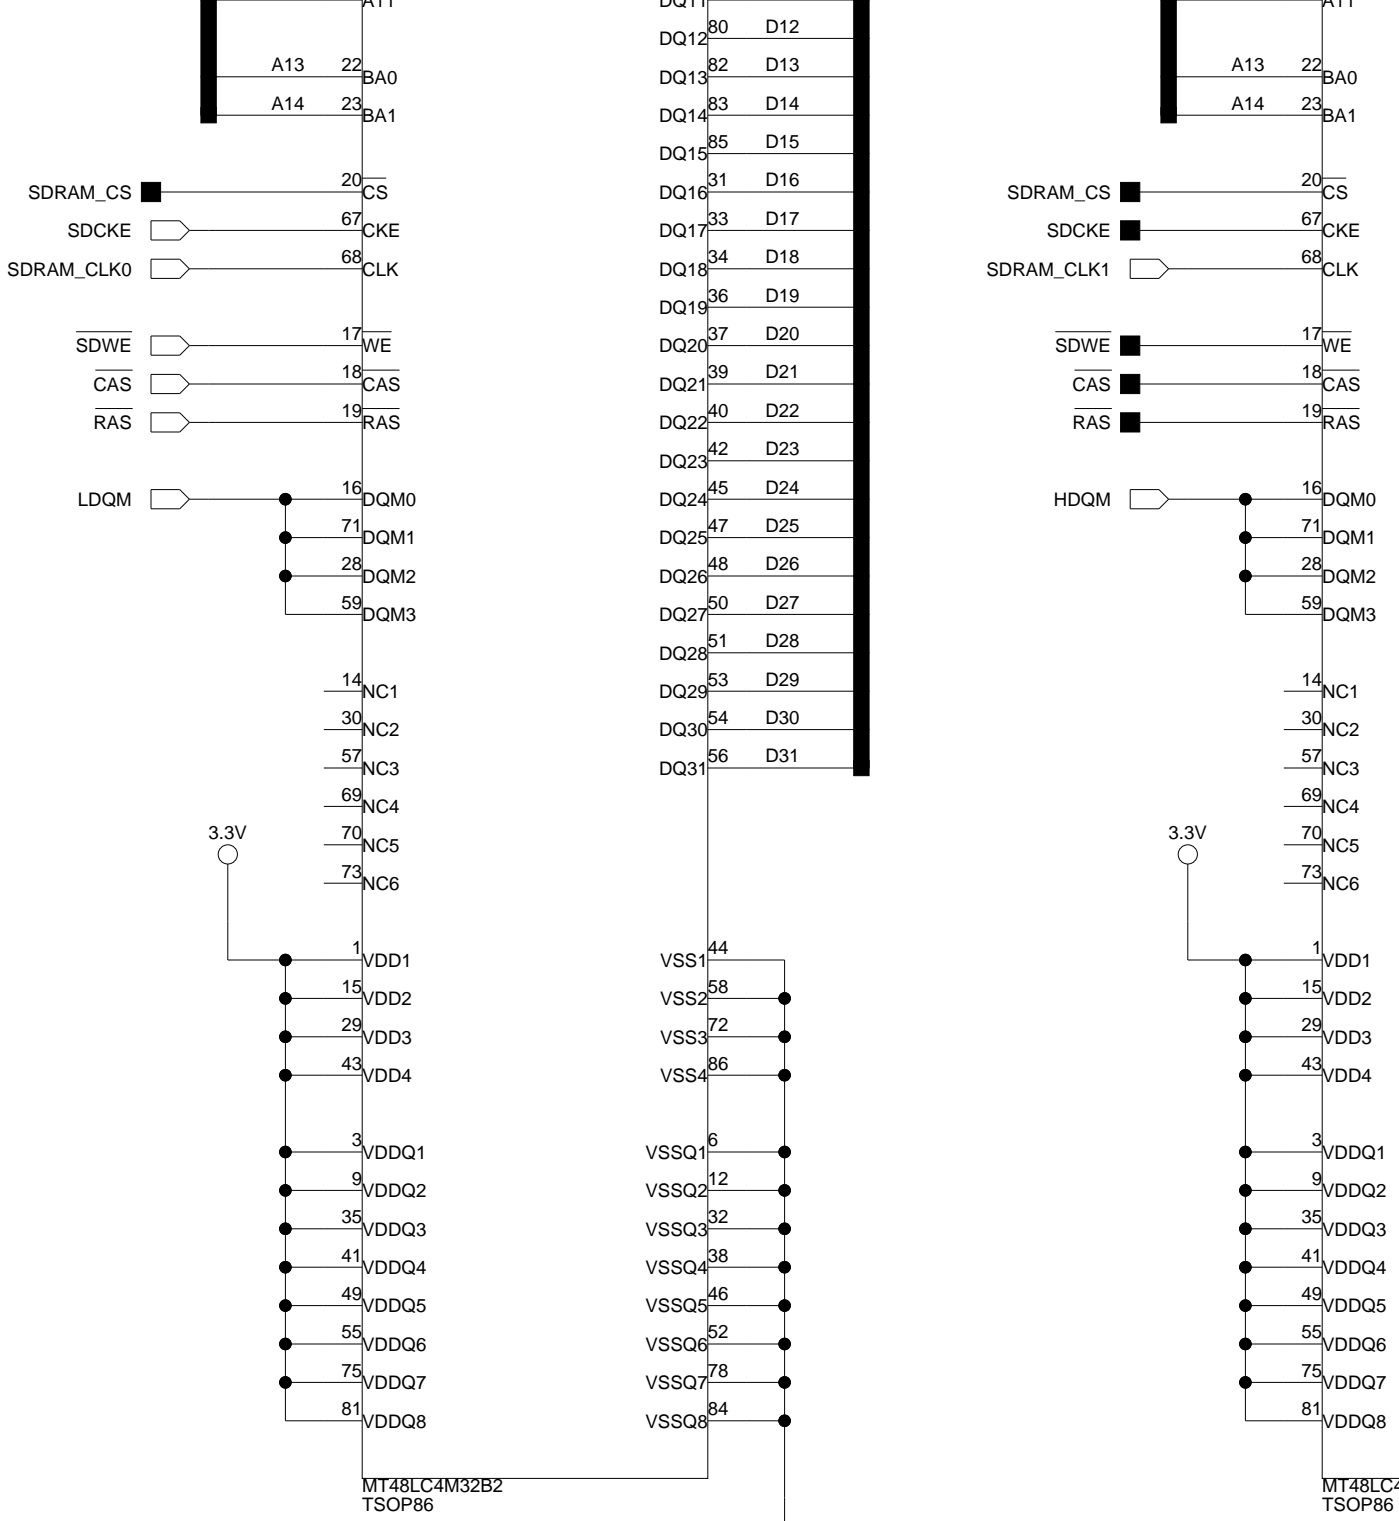 A11
A13 22 BA0
A14 23 BA1
SDRAM_CS 20 CS
SDCKE 67 CKE
SDRAM_CLK0 68 CLK
SDWE 17 WE
CAS 18 CAS
RAS 19 RAS
LDQM 16 DQM0
71 DQM1
28 DQM2
59 DQM3
14 NC1
30 NC2
57 NC3
69 NC4
70 NC5
73 NC6
3.3V
1 VDD1
15 VDD2
29 VDD3
43 VDD4
3 VDDQ1
9 VDDQ2
35 VDDQ3
41 VDDQ4
49 VDDQ5
55 VDDQ6
75 VDDQ7
81 VDDQ8
MT48LC4M32B2
TSOP86
DQ11
DQ12 80 D12
DQ13 82 D13
DQ14 83 D14
DQ15 85 D15
DQ16 31 D16
DQ17 33 D17
DQ18 34 D18
DQ19 36 D19
DQ20 37 D20
DQ21 39 D21
DQ22 40 D22
DQ23 42 D23
DQ24 45 D24
DQ25 47 D25
DQ26 48 D26
DQ27 50 D27
DQ28 51 D28
DQ29 53 D29
DQ30 54 D30
DQ31 56 D31
VSS1 44
VSS2 58
VSS3 72
VSS4 86
VSSQ1 6
VSSQ2 12
VSSQ3 32
VSSQ4 38
VSSQ5 46
VSSQ6 52
VSSQ7 78
VSSQ8 84
A11
A13 22 BA0
A14 23 BA1
SDRAM_CS 20 CS
SDCKE 67 CKE
SDRAM_CLK1 68 CLK
SDWE 17 WE
CAS 18 CAS
RAS 19 RAS
HDQM 16 DQM0
71 DQM1
28 DQM2
59 DQM3
14 NC1
30 NC2
57 NC3
69 NC4
70 NC5
73 NC6
3.3V
1 VDD1
15 VDD2
29 VDD3
43 VDD4
3 VDDQ1
9 VDDQ2
35 VDDQ3
41 VDDQ4
49 VDDQ5
55 VDDQ6
75 VDDQ7
81 VDDQ8
MT48LC4
TSOP86